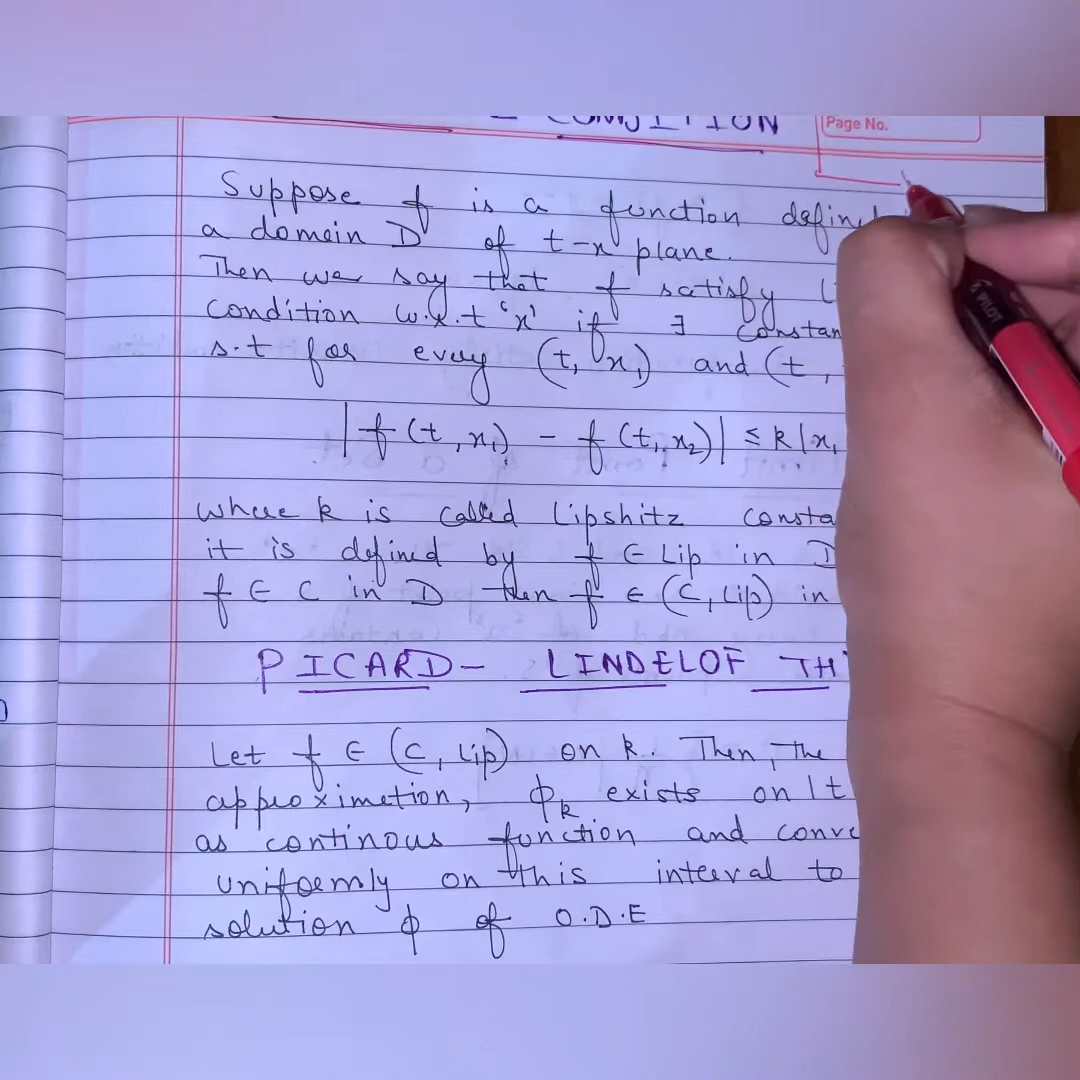 CONDITION
Page No.
Suppose f is a function defin
a domain D of t-x plane.
Then we say that f satisfy
condition w.r.t 'x' if ∃ constan
s.t for every (t, x₁) and (t,
|f(t, x₁) - f(t, x₂)| ≤ k|x₁
where k is called Lipshitz consta
it is defined by f ∈ Lip in D
f ∈ C in D then f ∈ (C, Lip) in
PICARD- LINDELOF TH
Let f ∈ (C, Lip) on k. Then, The
approximetion, ϕₖ exists on |t
as continous function and conve
uniformly on this interval to
solution ϕ of O.D.E
PILOT